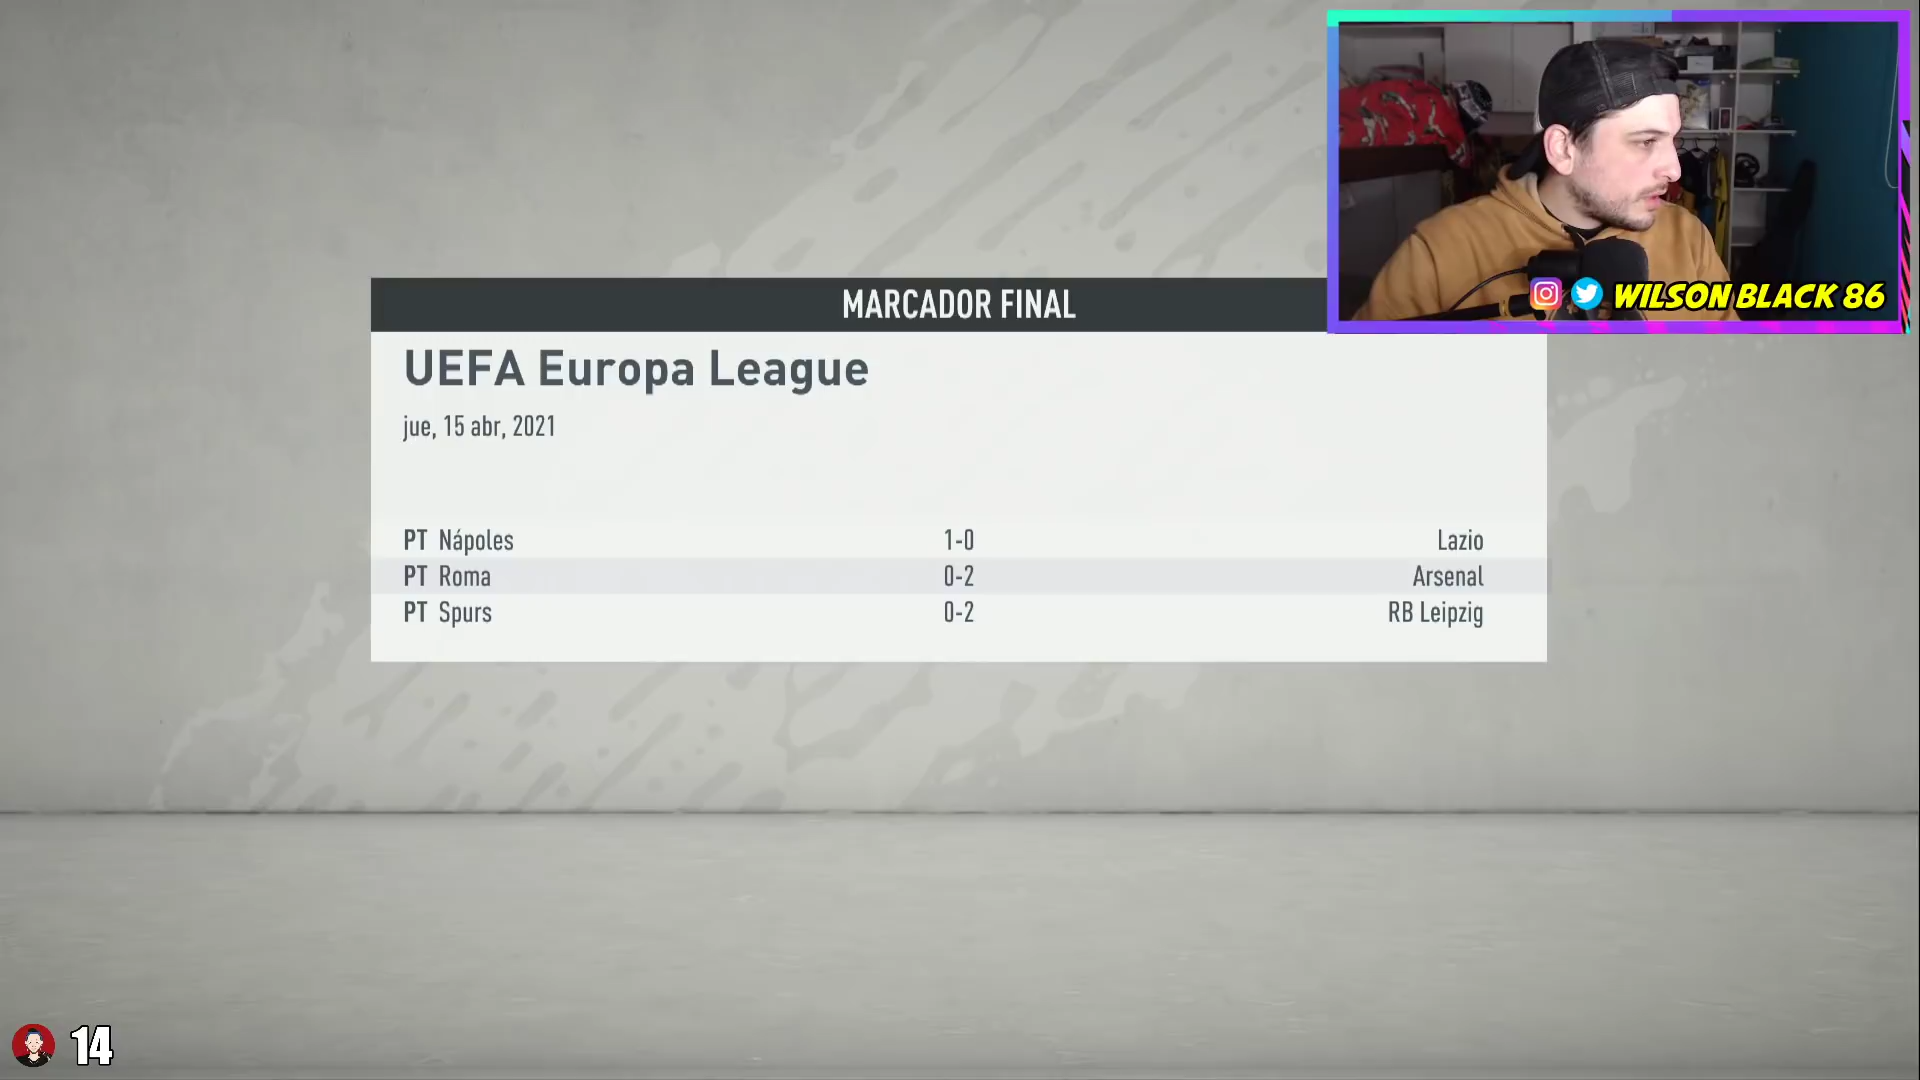 WILSON BLACK 86
MARCADOR FINAL
UEFA Europa League
jue, 15 abr, 2021
PT Nápoles 1-0 Lazio
PT Roma 0-2 Arsenal
PT Spurs 0-2 RB Leipzig
14